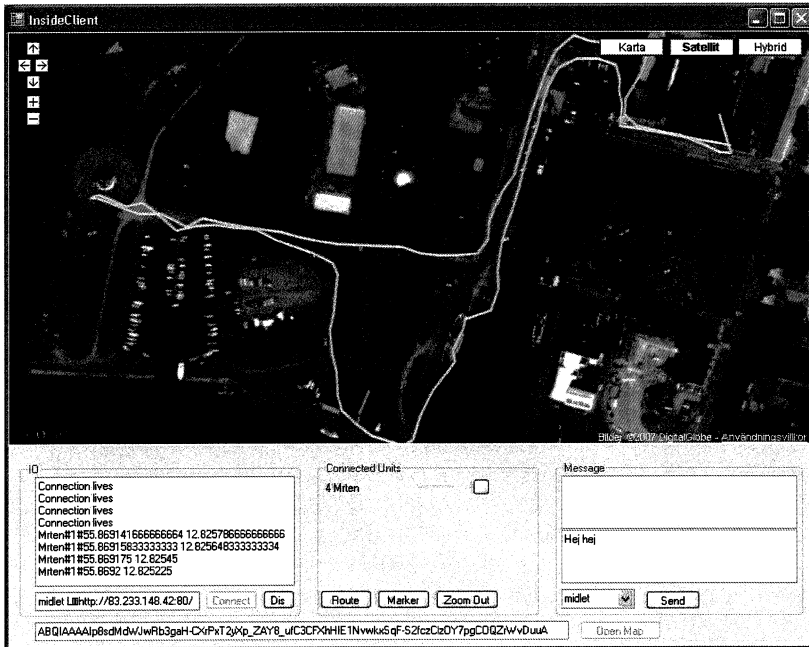 InsideClient
Karta
Satellit
Hybrid
Bilder ©2007 DigitalGlobe - Användningsvillkor
IO
Connection lives
Connection lives
Connection lives
Connection lives
Mrten#1#55.869141666666664 12.825786666666666
Mrten#1#55.86915833333333 12.825648333333334
Mrten#1#55.869175 12.82545
Mrten#1#55.8692 12.825225
Connect
Dis
Connected Units
4 Mrten
Route
Marker
Zoom Out
Message
Hej hej
midlet
Send
Open Map